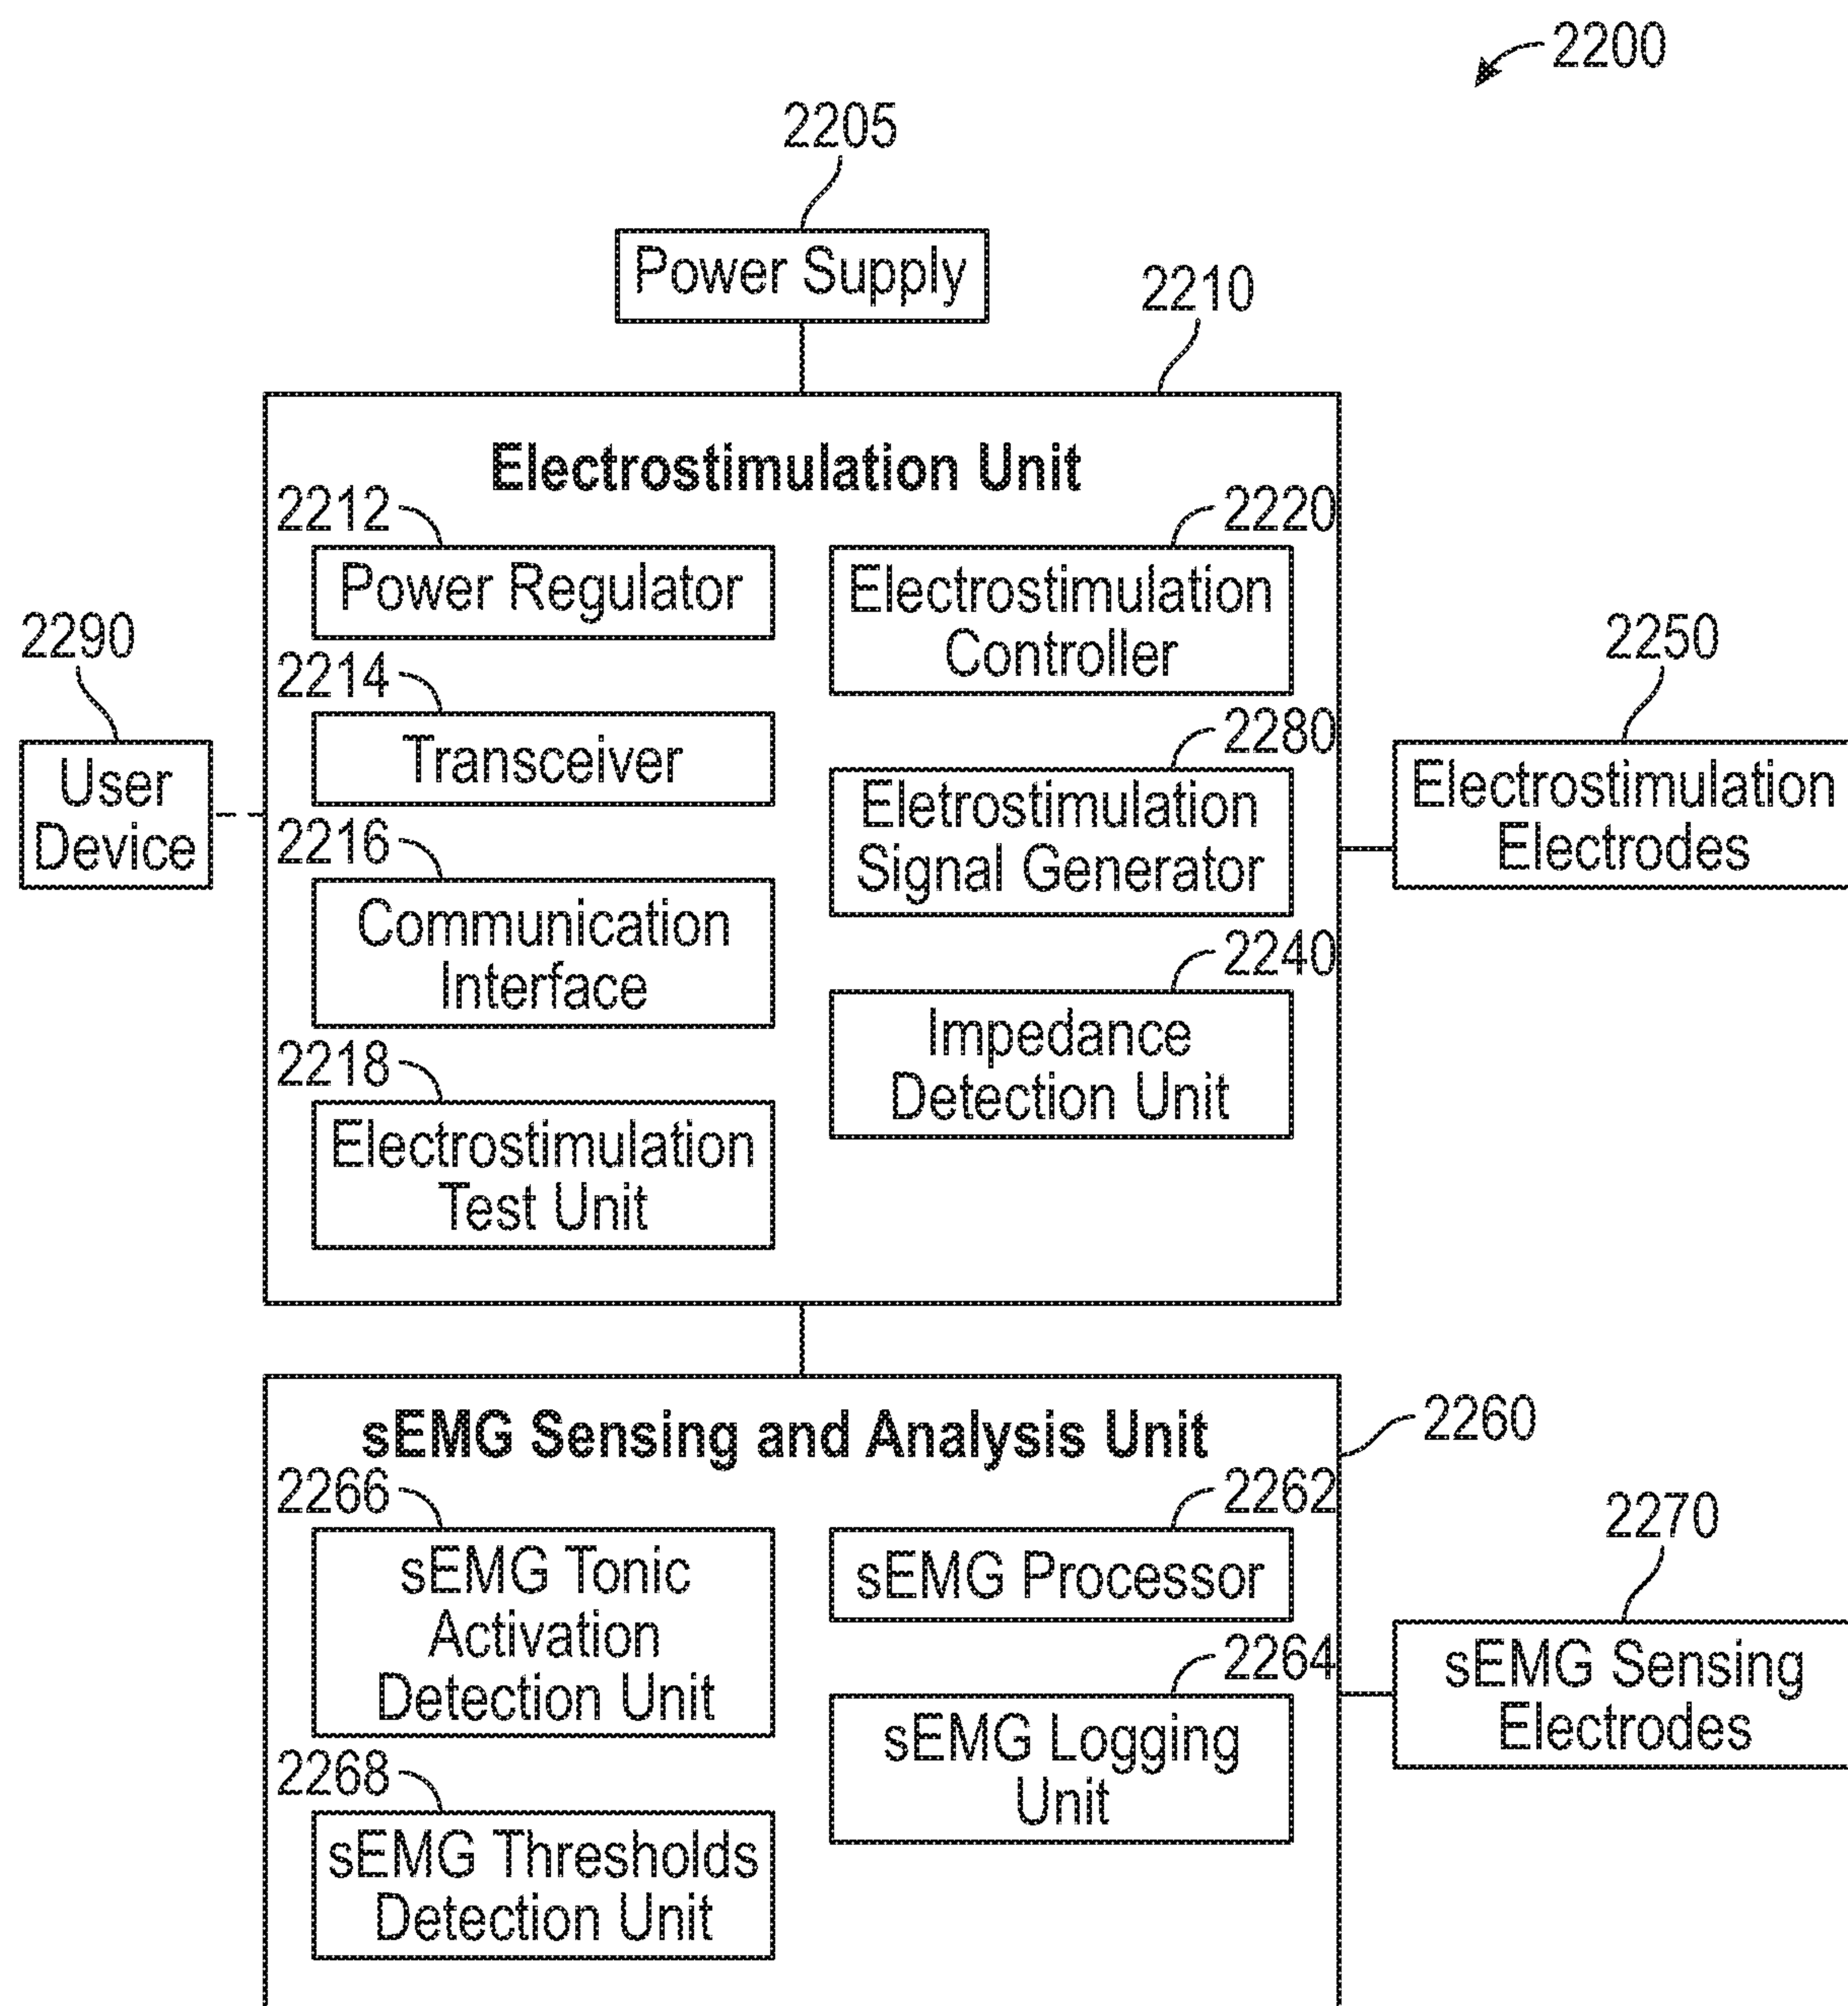 2200
2205
Power Supply
2210
Electrostimulation Unit
2212
Power Regulator
2220
Electrostimulation
Controller
2290
User
Device
2214
Transceiver
2280
Eletrostimulation
Signal Generator
2250
Electrostimulation
Electrodes
2216
Communication
Interface
2240
Impedance
Detection Unit
2218
Electrostimulation
Test Unit
sEMG Sensing and Analysis Unit
2260
2266
sEMG Tonic
Activation
Detection Unit
2262
sEMG Processor
2264
sEMG Logging
Unit
2270
sEMG Sensing
Electrodes
2268
sEMG Thresholds
Detection Unit